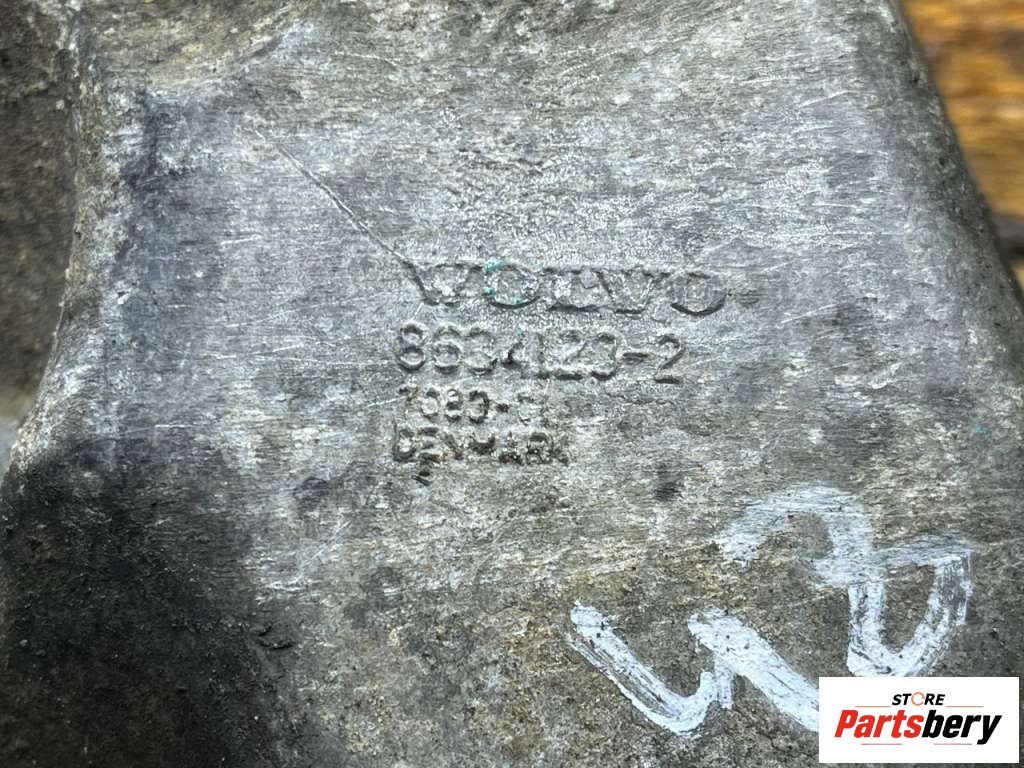 VOLVO
8634123-2
DENMARK
STORE
Partsbery